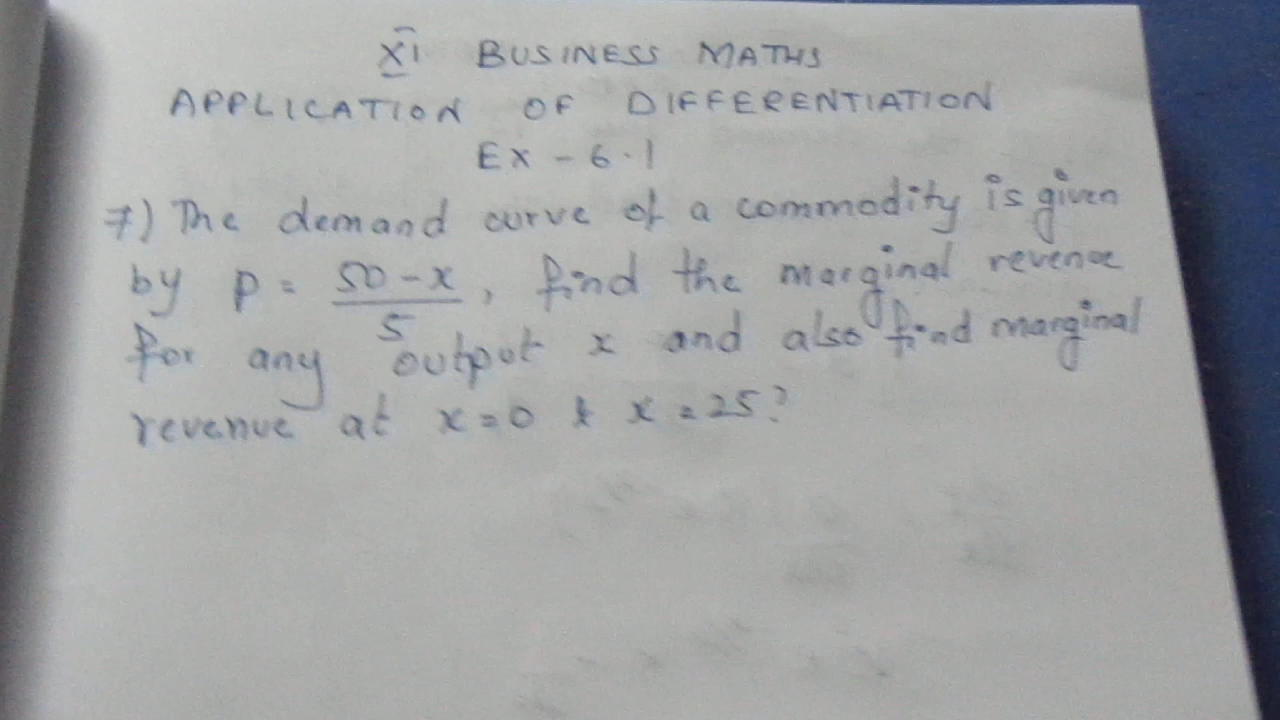 XI BUSINESS MATHS
APPLICATION OF DIFFERENTIATION
Ex - 6.1
7) The demand curve of a commodity is given
by p = (50 - x)/5, find the marginal revenue
for any output x and also find marginal
revenue at x = 0 & x = 25?